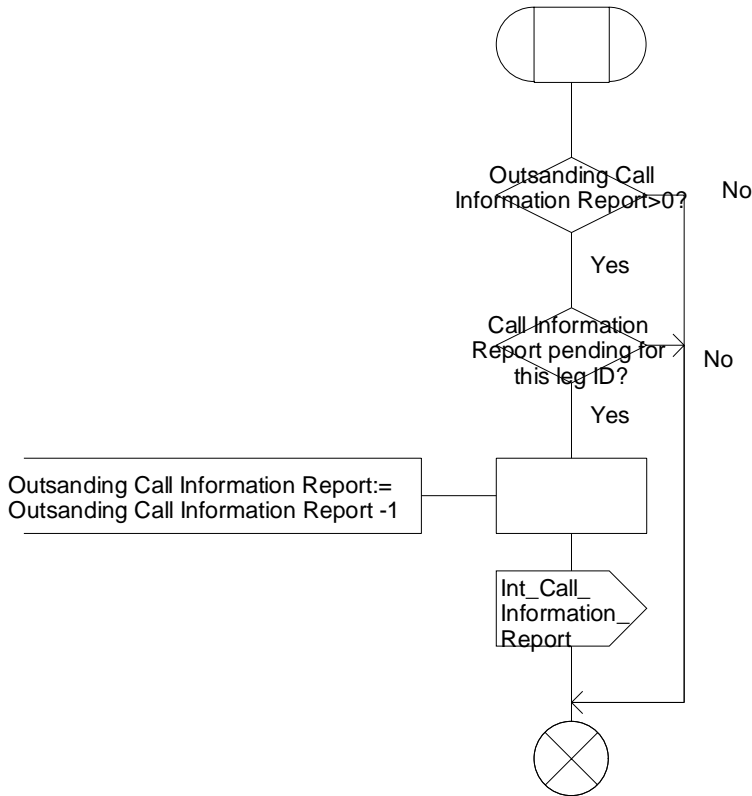 Outsanding Call
Information Report>0?
No
Yes
Call Information
Report pending for
this leg ID?
No
Yes
Outsanding Call Information Report:=
Outsanding Call Information Report -1
Int_Call_
Information_
Report